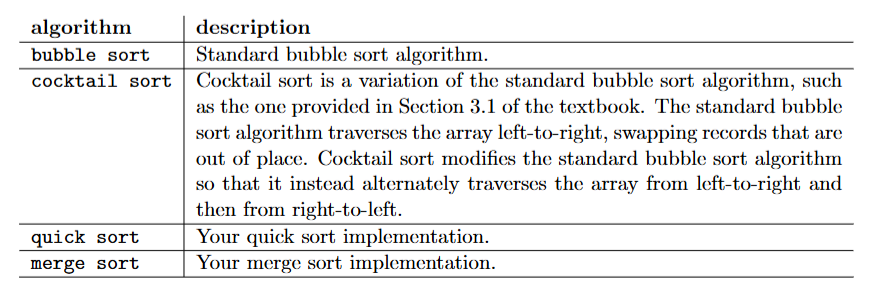 algorithm description
bubble sort Standard bubble sort algorithm.
cocktail sort Cocktail sort is a variation of the standard bubble sort algorithm, such
as the one provided in Section 3.1 of the textbook. The standard bubble
sort algorithm traverses the array left-to-right, swapping records that are
out of place. Cocktail sort modifies the standard bubble sort algorithm
so that it instead alternately traverses the array from left-to-right and
then from right-to-left.
quick sort Your quick sort implementation.
merge sort Your merge sort implementation.